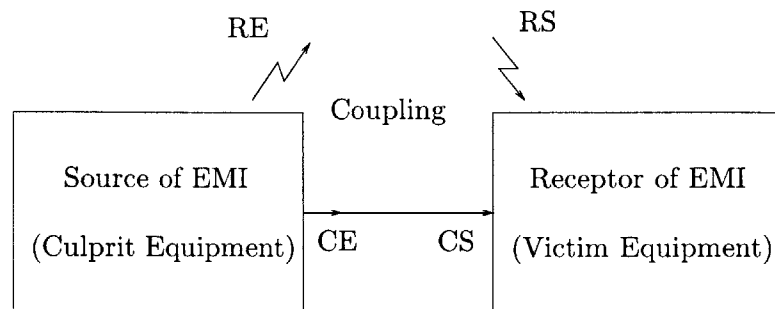 RE
RS
Coupling
Source of EMI
(Culprit Equipment)
CE
CS
Receptor of EMI
(Victim Equipment)